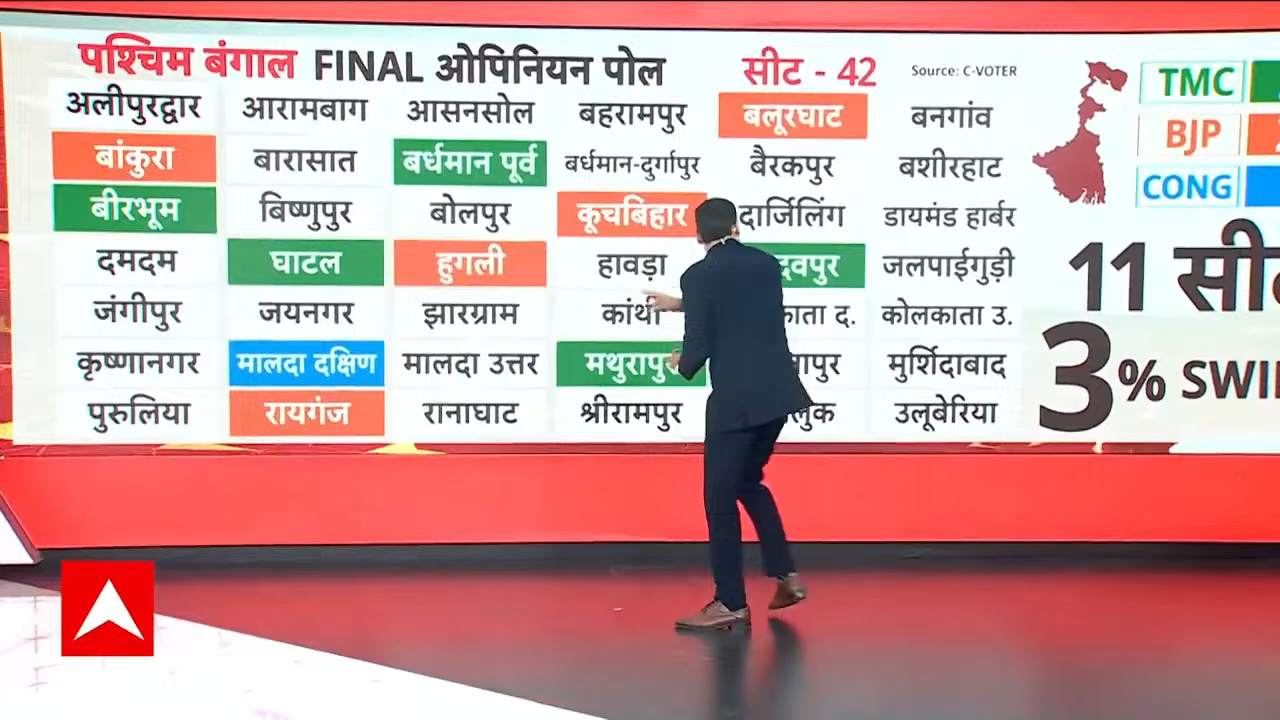 पश्चिम बंगाल FINAL ओपिनियन पोल सीट - 42 Source: C-VOTER
अलीपुरद्वार आरामबाग आसनसोल बहरामपुर बलूरघाट बनगांव
बांकुरा बारासात बर्धमान पूर्व बर्धमान-दुर्गापुर बैरकपुर बशीरहाट
बीरभूम बिष्णुपुर बोलपुर कूचबिहार दार्जिलिंग डायमंड हार्बर
दमदम घाटल हुगली हावड़ा जलपाईगुड़ी
जंगीपुर जयनगर झारग्राम कांथी द. कोलकाता उ.
कृष्णानगर मालदा दक्षिण मालदा उत्तर मुर्शिदाबाद
पुरुलिया रायगंज रानाघाट श्रीरामपुर उलूबेरिया
TMC
BJP
CONG
11
3%